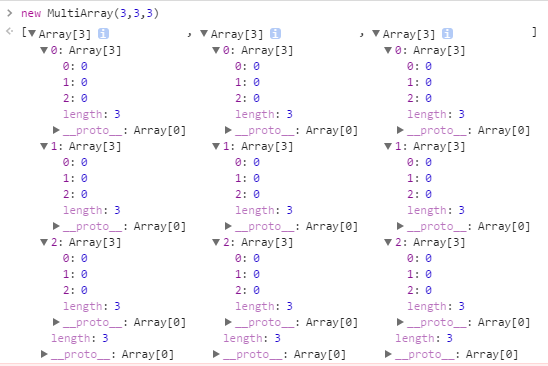 > new MultiArray(3,3,3)
[▼Array[3] i , ▼Array[3] i , ▼Array[3] i ]
▼0: Array[3] ▼0: Array[3] ▼0: Array[3]
0: 0 0: 0 0: 0
1: 0 1: 0 1: 0
2: 0 2: 0 2: 0
length: 3 length: 3 length: 3
▶__proto__: Array[0] ▶__proto__: Array[0] ▶__proto__: Array[0]
▼1: Array[3] ▼1: Array[3] ▼1: Array[3]
0: 0 0: 0 0: 0
1: 0 1: 0 1: 0
2: 0 2: 0 2: 0
length: 3 length: 3 length: 3
▶__proto__: Array[0] ▶__proto__: Array[0] ▶__proto__: Array[0]
▼2: Array[3] ▼2: Array[3] ▼2: Array[3]
0: 0 0: 0 0: 0
1: 0 1: 0 1: 0
2: 0 2: 0 2: 0
length: 3 length: 3 length: 3
▶__proto__: Array[0] ▶__proto__: Array[0] ▶__proto__: Array[0]
length: 3 length: 3 length: 3
▶__proto__: Array[0] ▶__proto__: Array[0] ▶__proto__: Array[0]